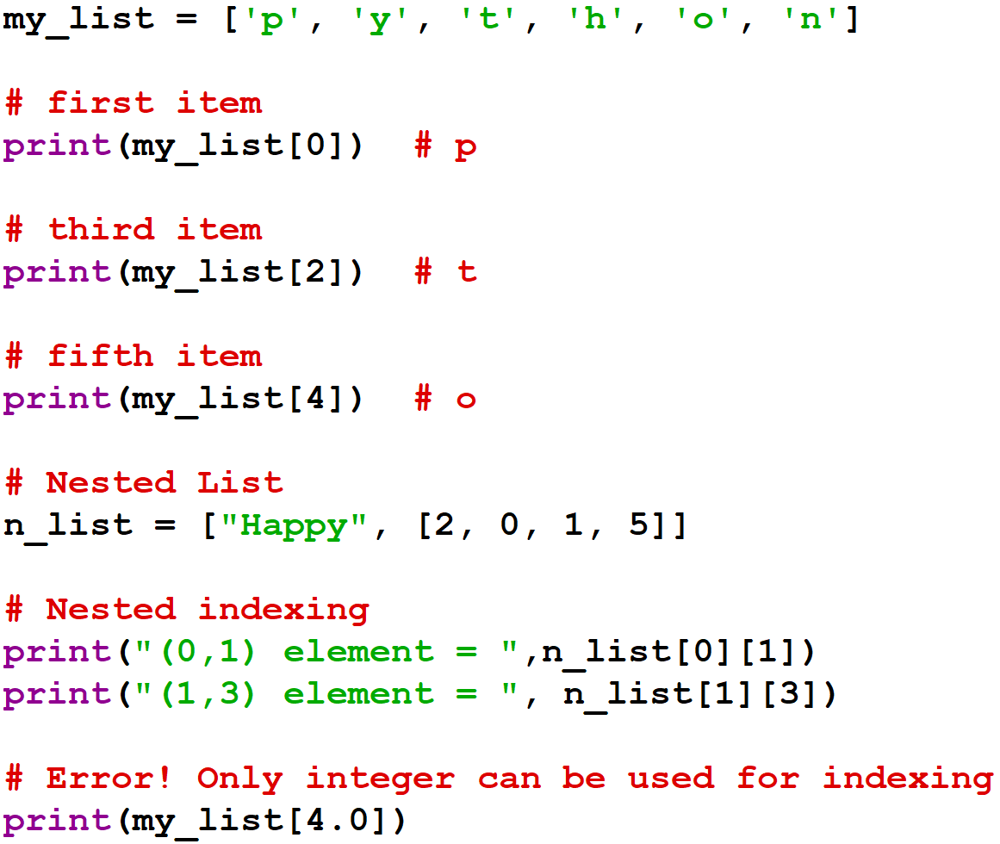 my_list = ['p', 'y', 't', 'h', 'o', 'n']
# first item
print(my_list[0])  # p
# third item
print(my_list[2])  # t
# fifth item
print(my_list[4])  # o
# Nested List
n_list = ["Happy", [2, 0, 1, 5]]
# Nested indexing
print("(0,1) element = ",n_list[0][1])
print("(1,3) element = ", n_list[1][3])
# Error! Only integer can be used for indexing
print(my_list[4.0])